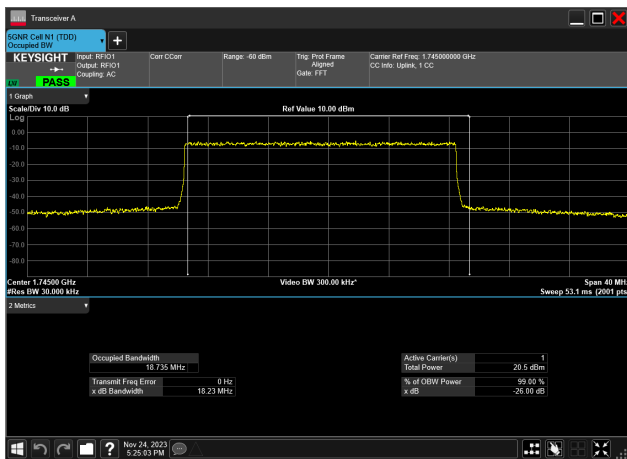 Transceiver A
5GNR Cell N1 (TDD)
Occupied BW
KEYSIGHT
Input: RFIO1
Output: RFIO1
Coupling: AC
Corr CCorr
Range: -60 dBm
Trig: Prot Frame
Aligned
Gate: FFT
Carrier Ref Freq: 1.745000000 GHz
CC Info: Uplink, 1 CC
LV
PASS
1 Graph
Scale/Div 10.0 dB
Ref Value 10.00 dBm
Log
0.00
-10.0
-20.0
-30.0
-40.0
-50.0
-60.0
-70.0
-80.0
Center 1.74500 GHz
Video BW 300.00 kHz*
Span 40 MHz
#Res BW 30.000 kHz
Sweep 53.1 ms (2001 pts
2 Metrics
Occupied Bandwidth
18.735 MHz
Transmit Freq Error 0 Hz
x dB Bandwidth 18.23 MHz
Active Carrier(s) 1
Total Power 20.5 dBm
% of OBW Power 99.00 %
x dB -26.00 dB
Nov 24, 2023
5:25:03 PM